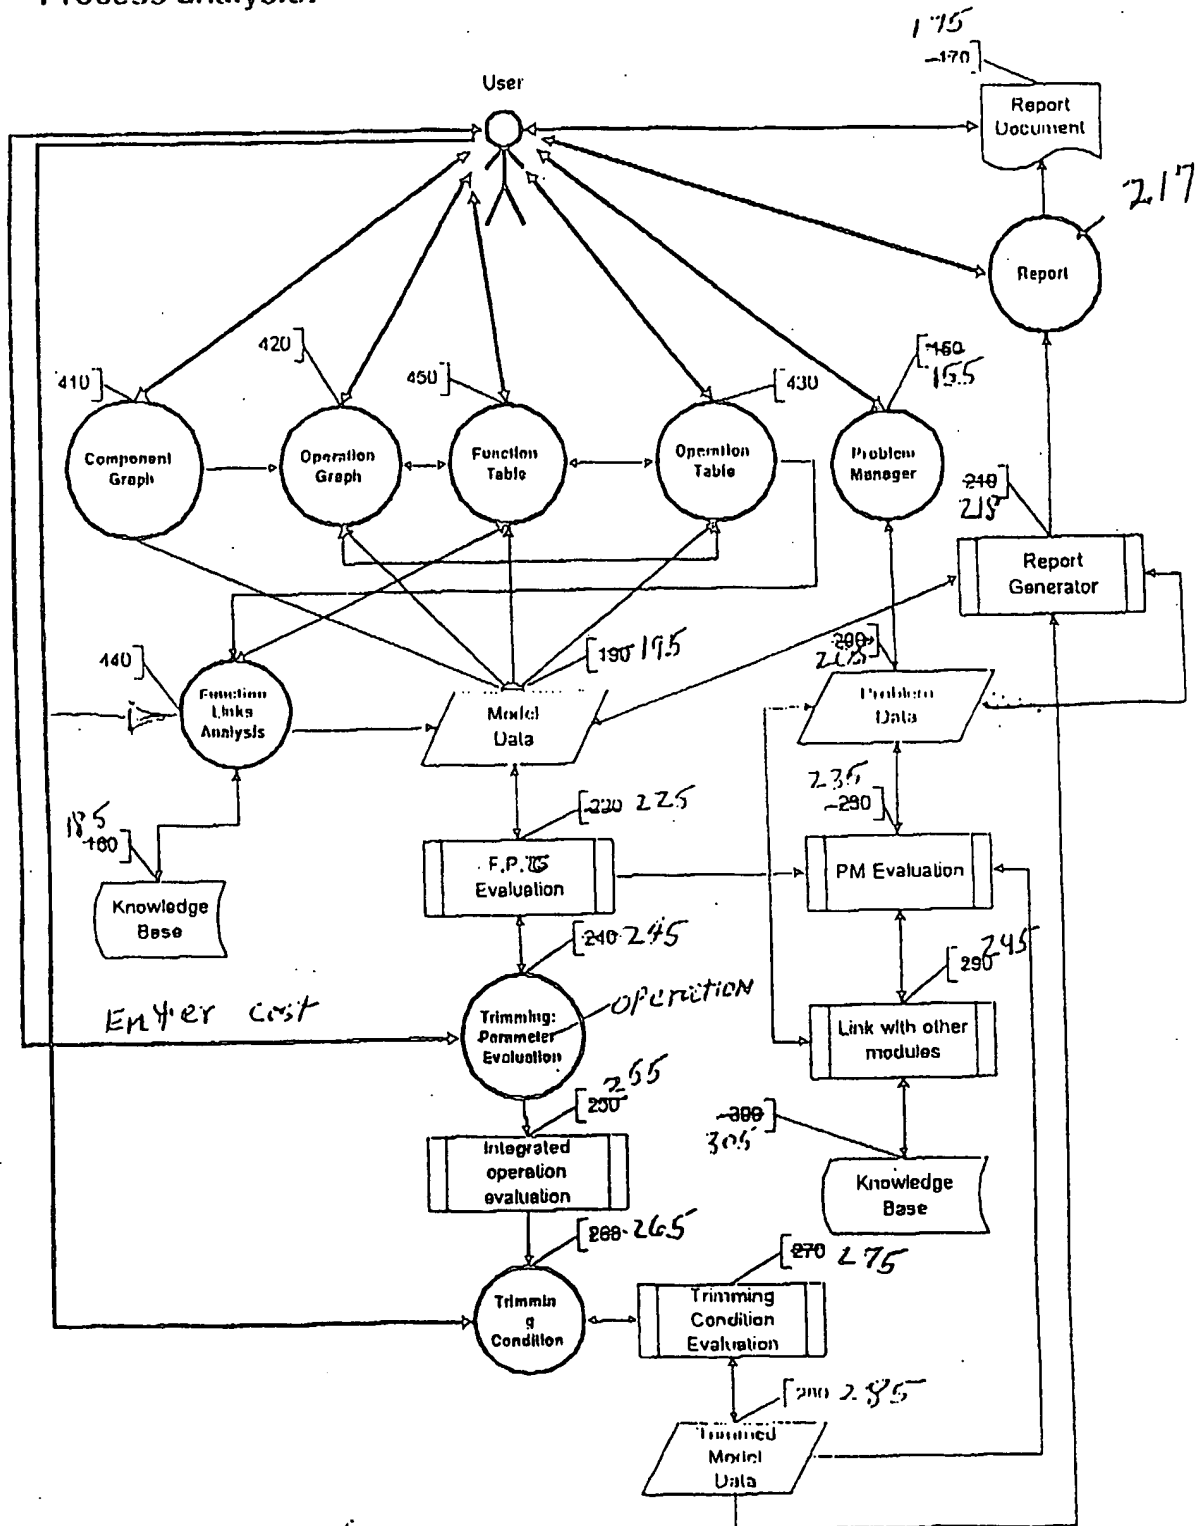 Process analysis.
175
170
User
Report
Document
217
Report
420
410
450
430
160
155
Component
Graph
Operation
Graph
Function
Table
Operation
Table
Problem
Manager
210
218
Report
Generator
190 195
200
440
Function
Links
Analysis
Model
Data
Problem
Data
235
230
220 225
185
180
F.P.
Evaluation
PM Evaluation
Knowledge
Base
240 245
245
290
Enter cost
operation
Trimming:
Parameter
Evaluation
Link with other
modules
255
250
300
305
Integrated
operation
evaluation
Knowledge
Base
260 265
270 275
Trimmin
g
Condition
Trimming
Condition
Evaluation
280 285
Trimmed
Model
Data